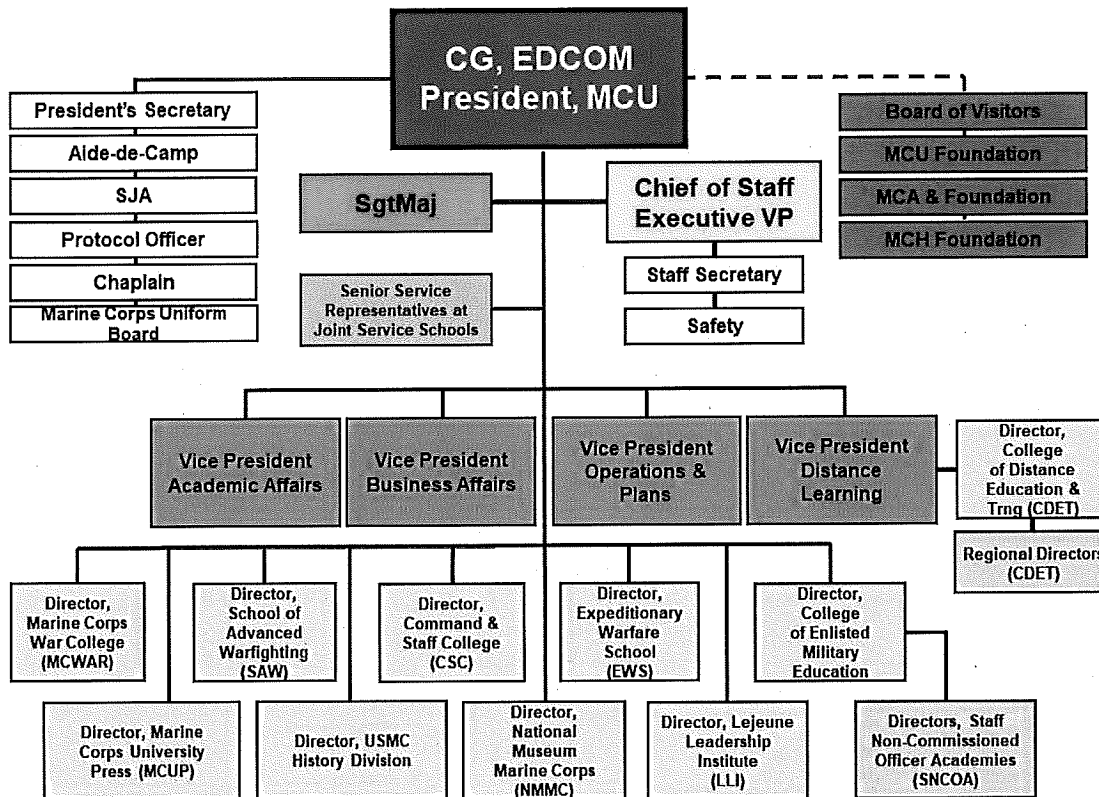 CG, EDCOM
President, MCU
President's Secretary
Aide-de-Camp
SJA
Protocol Officer
Chaplain
Marine Corps Uniform
Board
SgtMaj
Senior Service
Representatives at
Joint Service Schools
Chief of Staff
Executive VP
Staff Secretary
Safety
Board of Visitors
MCU Foundation
MCA & Foundation
MCH Foundation
Vice President
Academic Affairs
Vice President
Business Affairs
Vice President
Operations &
Plans
Vice President
Distance
Learning
Director,
College
of Distance
Education &
Trng (CDET)
Regional Directors
(CDET)
Director,
Marine Corps
War College
(MCWAR)
Director,
School of
Advanced
Warfighting
(SAW)
Director,
Command &
Staff College
(CSC)
Director,
Expeditionary
Warfare
School
(EWS)
Director,
College
of Enlisted
Military
Education
Director, Marine
Corps University
Press (MCUP)
Director, USMC
History Division
Director,
National
Museum
Marine Corps
(NMMC)
Director, Lejeune
Leadership
Institute
(LLI)
Directors, Staff
Non-Commissioned
Officer Academies
(SNCOA)